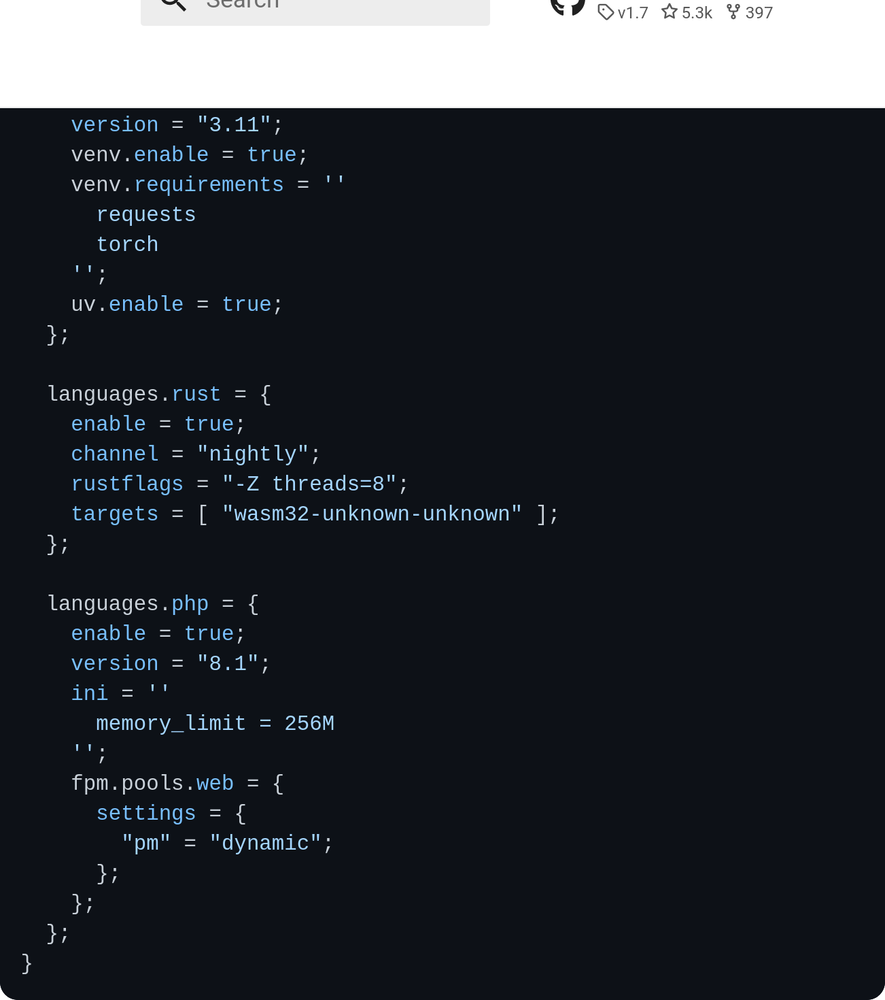 Search
v1.7 5.3k 397
version = "3.11";
venv.enable = true;
venv.requirements = ''
requests
torch
'';
uv.enable = true;
};
languages.rust = {
enable = true;
channel = "nightly";
rustflags = "-Z threads=8";
targets = [ "wasm32-unknown-unknown" ];
};
languages.php = {
enable = true;
version = "8.1";
ini = ''
memory_limit = 256M
'';
fpm.pools.web = {
settings = {
"pm" = "dynamic";
};
};
};
}